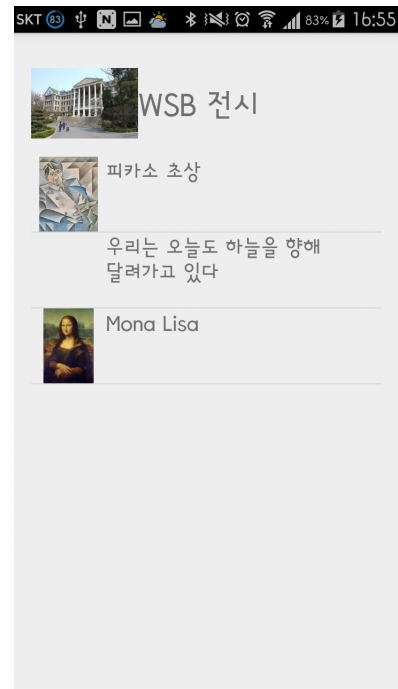 SKT 83 N 83% 16:55
WSB 전시
피카소 초상
우리는 오늘도 하늘을 향해
달려가고 있다
Mona Lisa